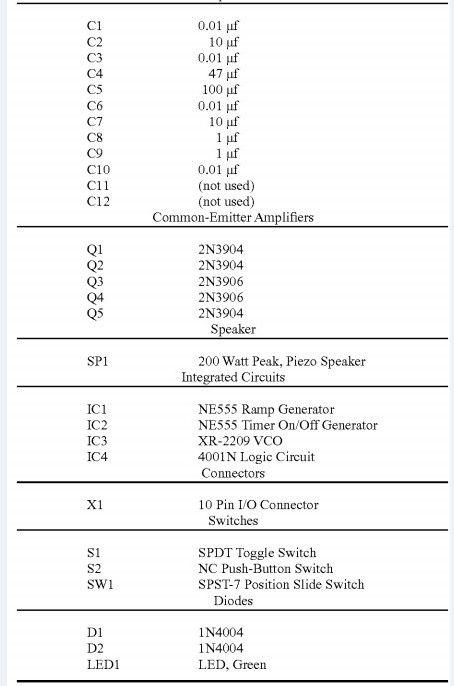 C1 0.01 µf
C2 10 µf
C3 0.01 µf
C4 47 µf
C5 100 µf
C6 0.01 µf
C7 10 µf
C8 1 µf
C9 1 µf
C10 0.01 µf
C11 (not used)
C12 (not used)
Common-Emitter Amplifiers
Q1 2N3904
Q2 2N3904
Q3 2N3906
Q4 2N3906
Q5 2N3904
Speaker
SP1 200 Watt Peak, Piezo Speaker
Integrated Circuits
IC1 NE555 Ramp Generator
IC2 NE555 Timer On/Off Generator
IC3 XR-2209 VCO
IC4 4001N Logic Circuit
Connectors
X1 10 Pin I/O Connector
Switches
S1 SPDT Toggle Switch
S2 NC Push-Button Switch
SW1 SPST-7 Position Slide Switch
Diodes
D1 1N4004
D2 1N4004
LED1 LED, Green